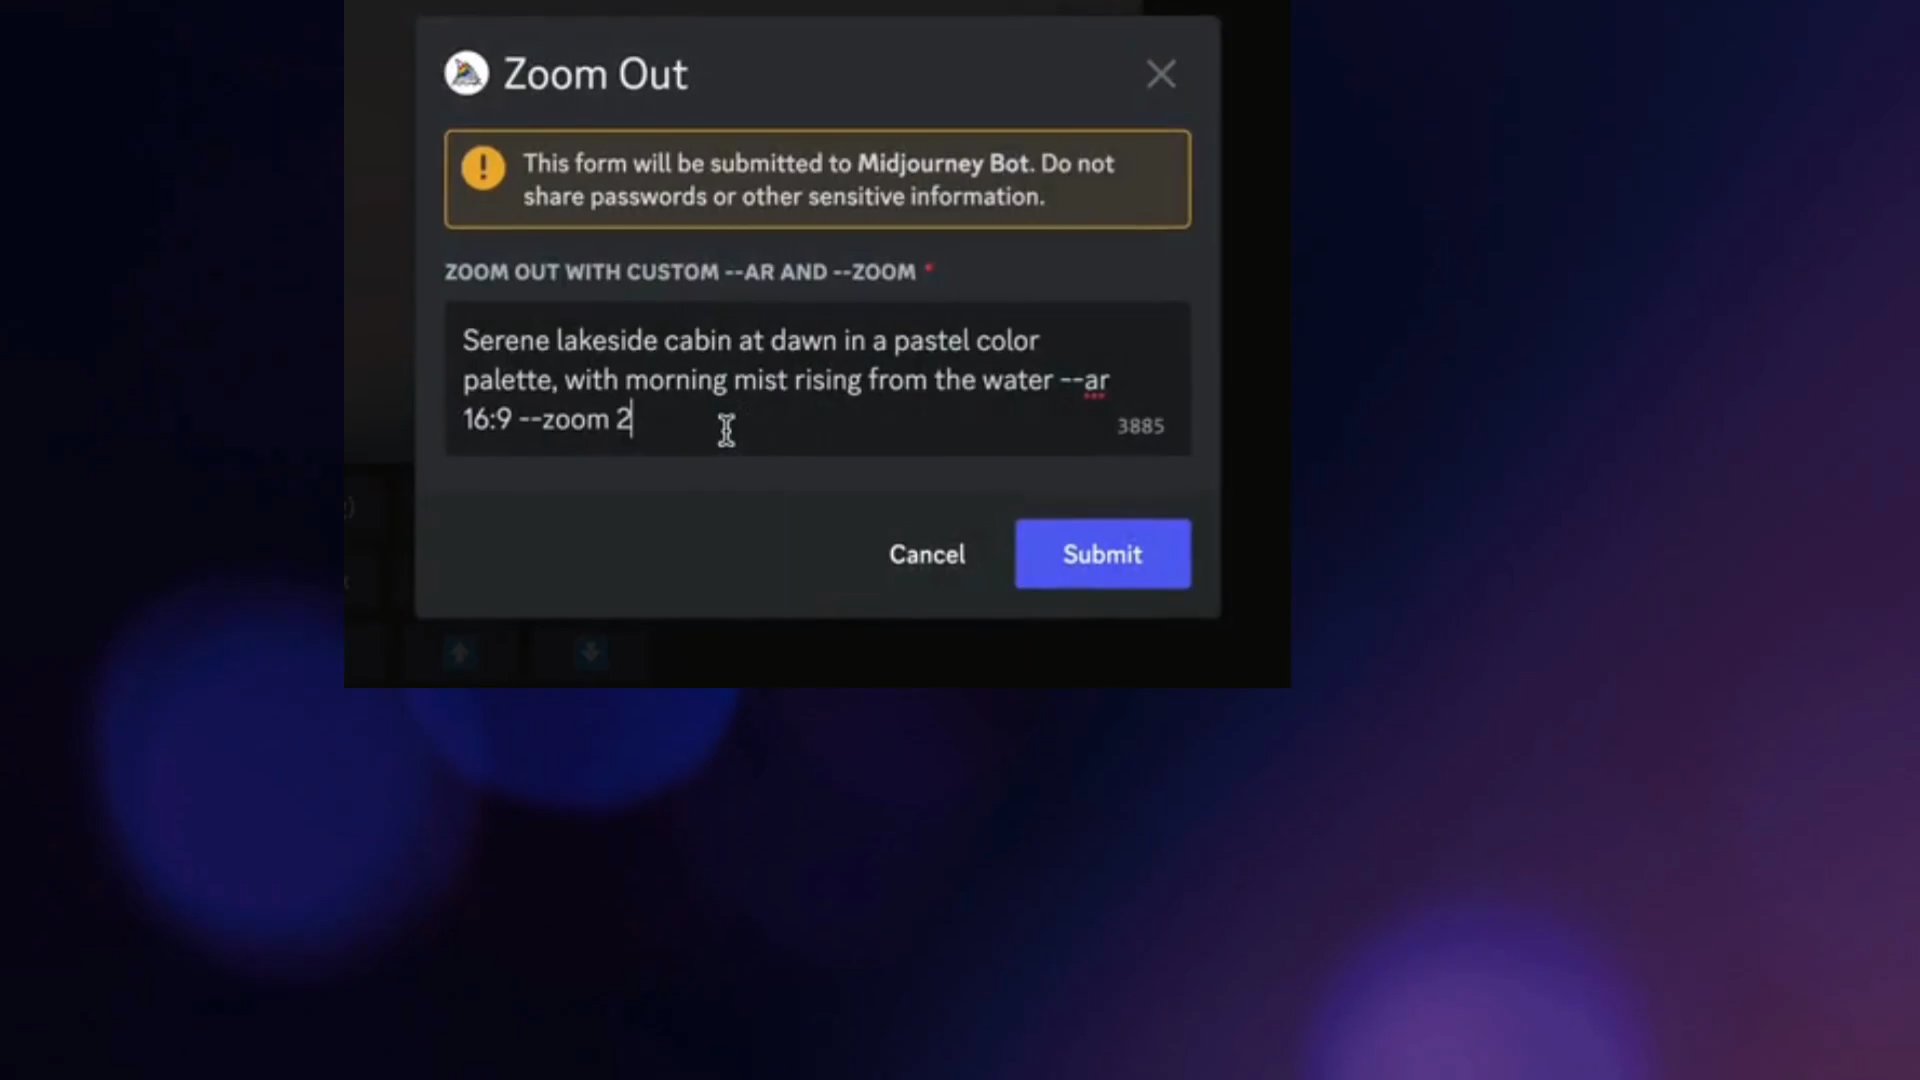 Zoom Out
This form will be submitted to Midjourney Bot. Do not
share passwords or other sensitive information.
ZOOM OUT WITH CUSTOM --AR AND --ZOOM *
Serene lakeside cabin at dawn in a pastel color
palette, with morning mist rising from the water --ar
16:9 --zoom 2
3885
Cancel
Submit